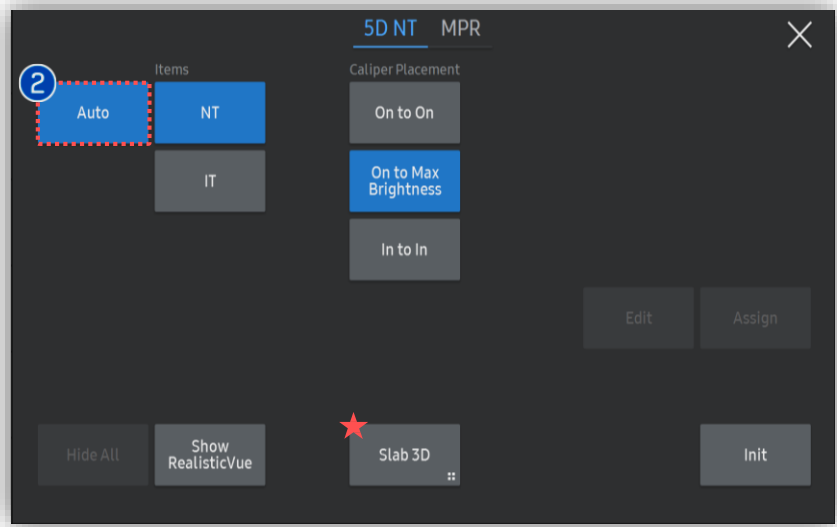 5D NT MPR
2
Items
Caliper Placement
Auto
NT
On to On
IT
On to Max
Brightness
In to In
Edit
Assign
Hide All
Show
RealisticVue
Slab 3D
Init